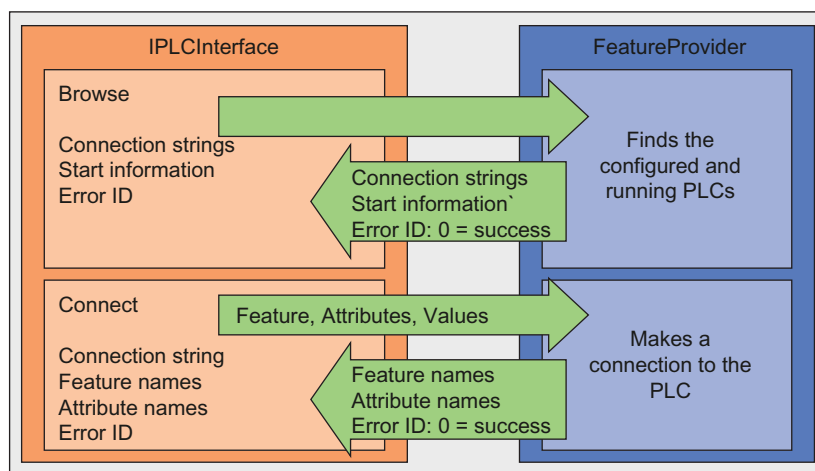 IPLCInterface
FeatureProvider
Browse
Connection strings
Start information
Error ID
Connection strings
Start information`
Error ID: 0 = success
Finds the
configured and
running PLCs
Connect
Connection string
Feature names
Attribute names
Error ID
Feature, Attributes, Values
Feature names
Attribute names
Error ID: 0 = success
Makes a
connection to the
PLC